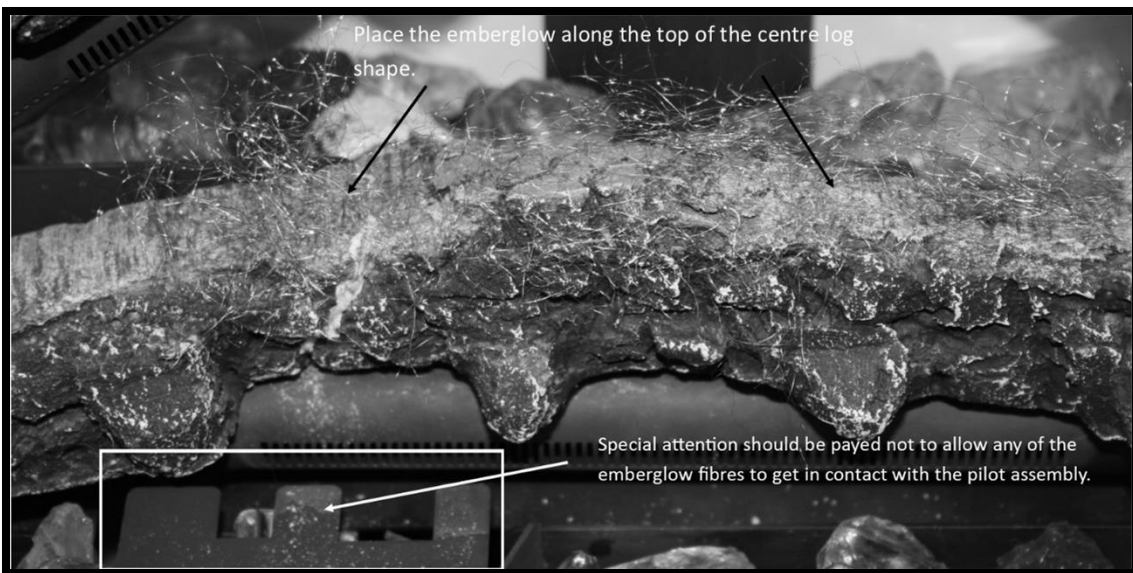 Place the emberglow along the top of the centre log
shape.
Special attention should be payed not to allow any of the
emberglow fibres to get in contact with the pilot assembly.